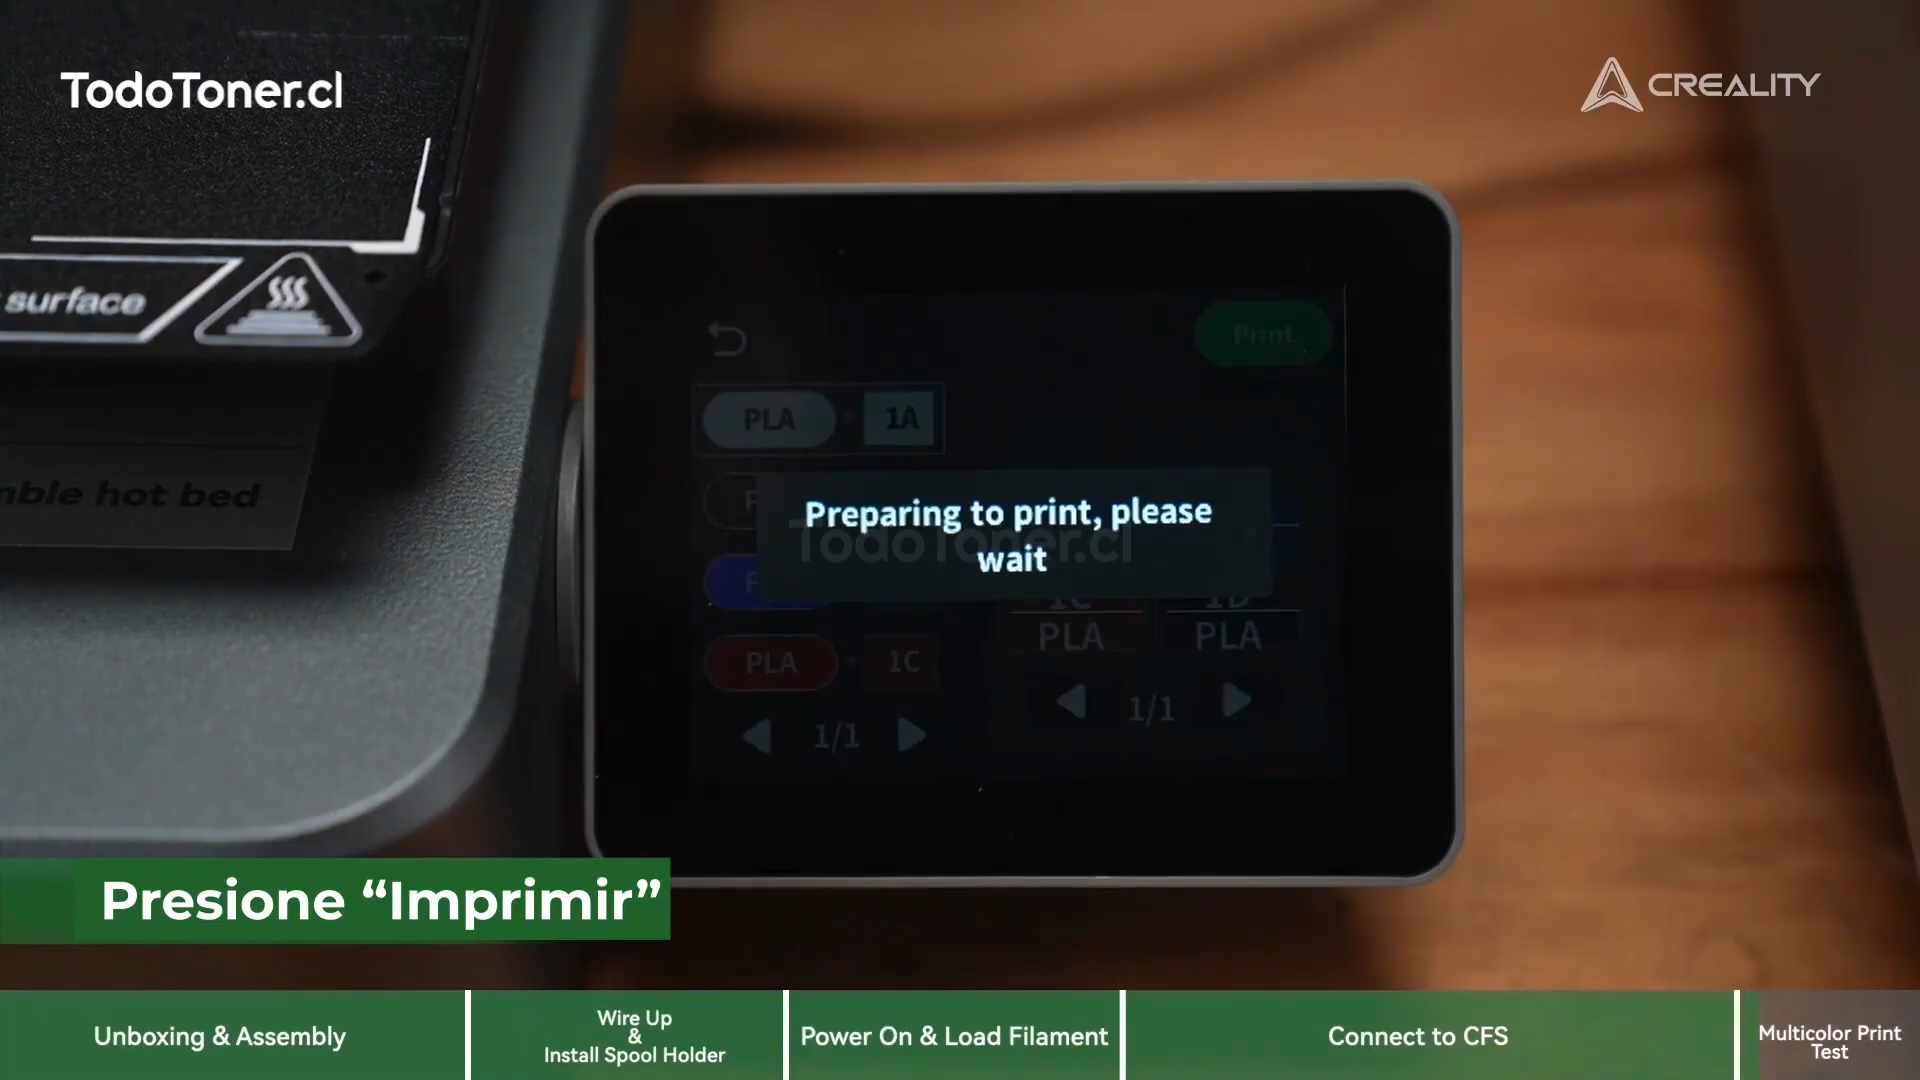 TodoToner.cl
CREALITY
surface
Print
PLA
1A
Preparing to print, please
wait
TodoToner.cl
hot bed
PLA
PLA
PLA
1C
1/1
1/1
Presione “Imprimir”
Unboxing & Assembly
Wire Up
&
Install Spool Holder
Power On & Load Filament
Connect to CFS
Multicolor Print
Test